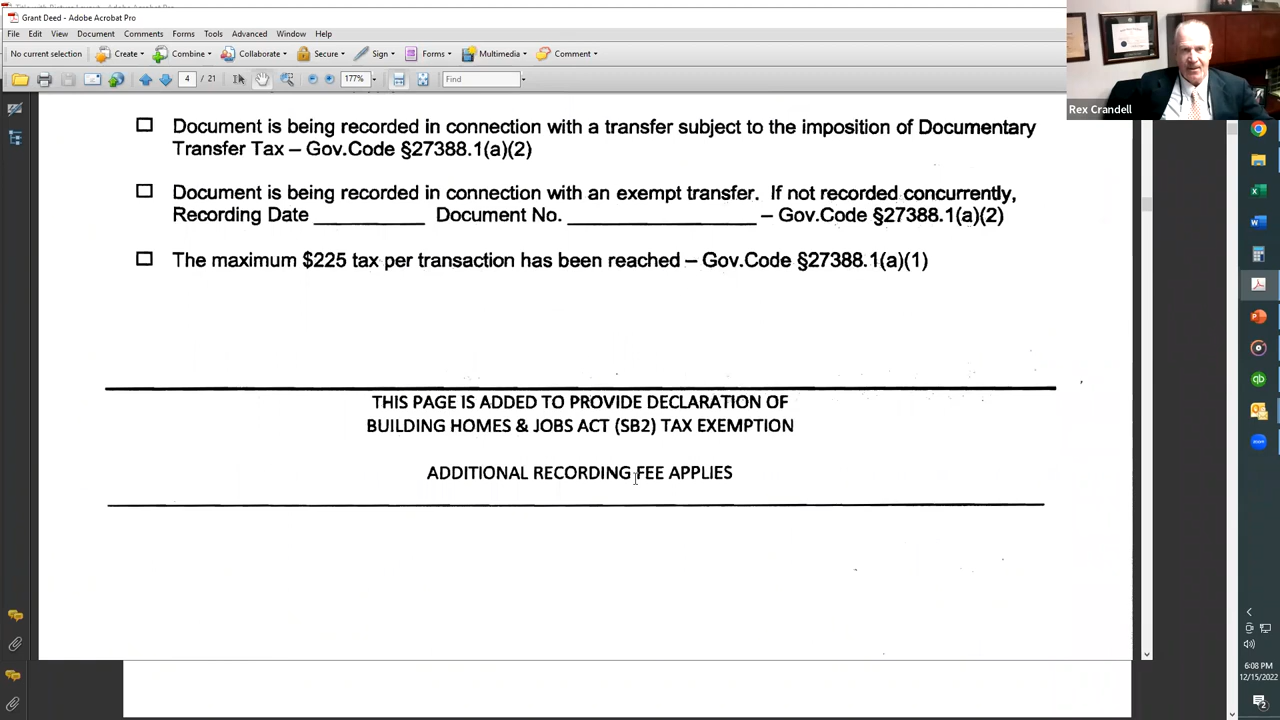 Grant Deed - Adobe Acrobat Pro
File Edit View Document Comments Forms Tools Advanced Window Help
No current selection Create Combine Collaborate Secure Sign Forms Multimedia Comment
4 / 21 177% Find
Rex Crandell
Document is being recorded in connection with a transfer subject to the imposition of Documentary
Transfer Tax – Gov.Code §27388.1(a)(2)
Document is being recorded in connection with an exempt transfer. If not recorded concurrently,
Recording Date __________ Document No. _________________ – Gov.Code §27388.1(a)(2)
The maximum $225 tax per transaction has been reached – Gov.Code §27388.1(a)(1)
THIS PAGE IS ADDED TO PROVIDE DECLARATION OF
BUILDING HOMES & JOBS ACT (SB2) TAX EXEMPTION
ADDITIONAL RECORDING FEE APPLIES
6:08 PM
12/15/2022
2